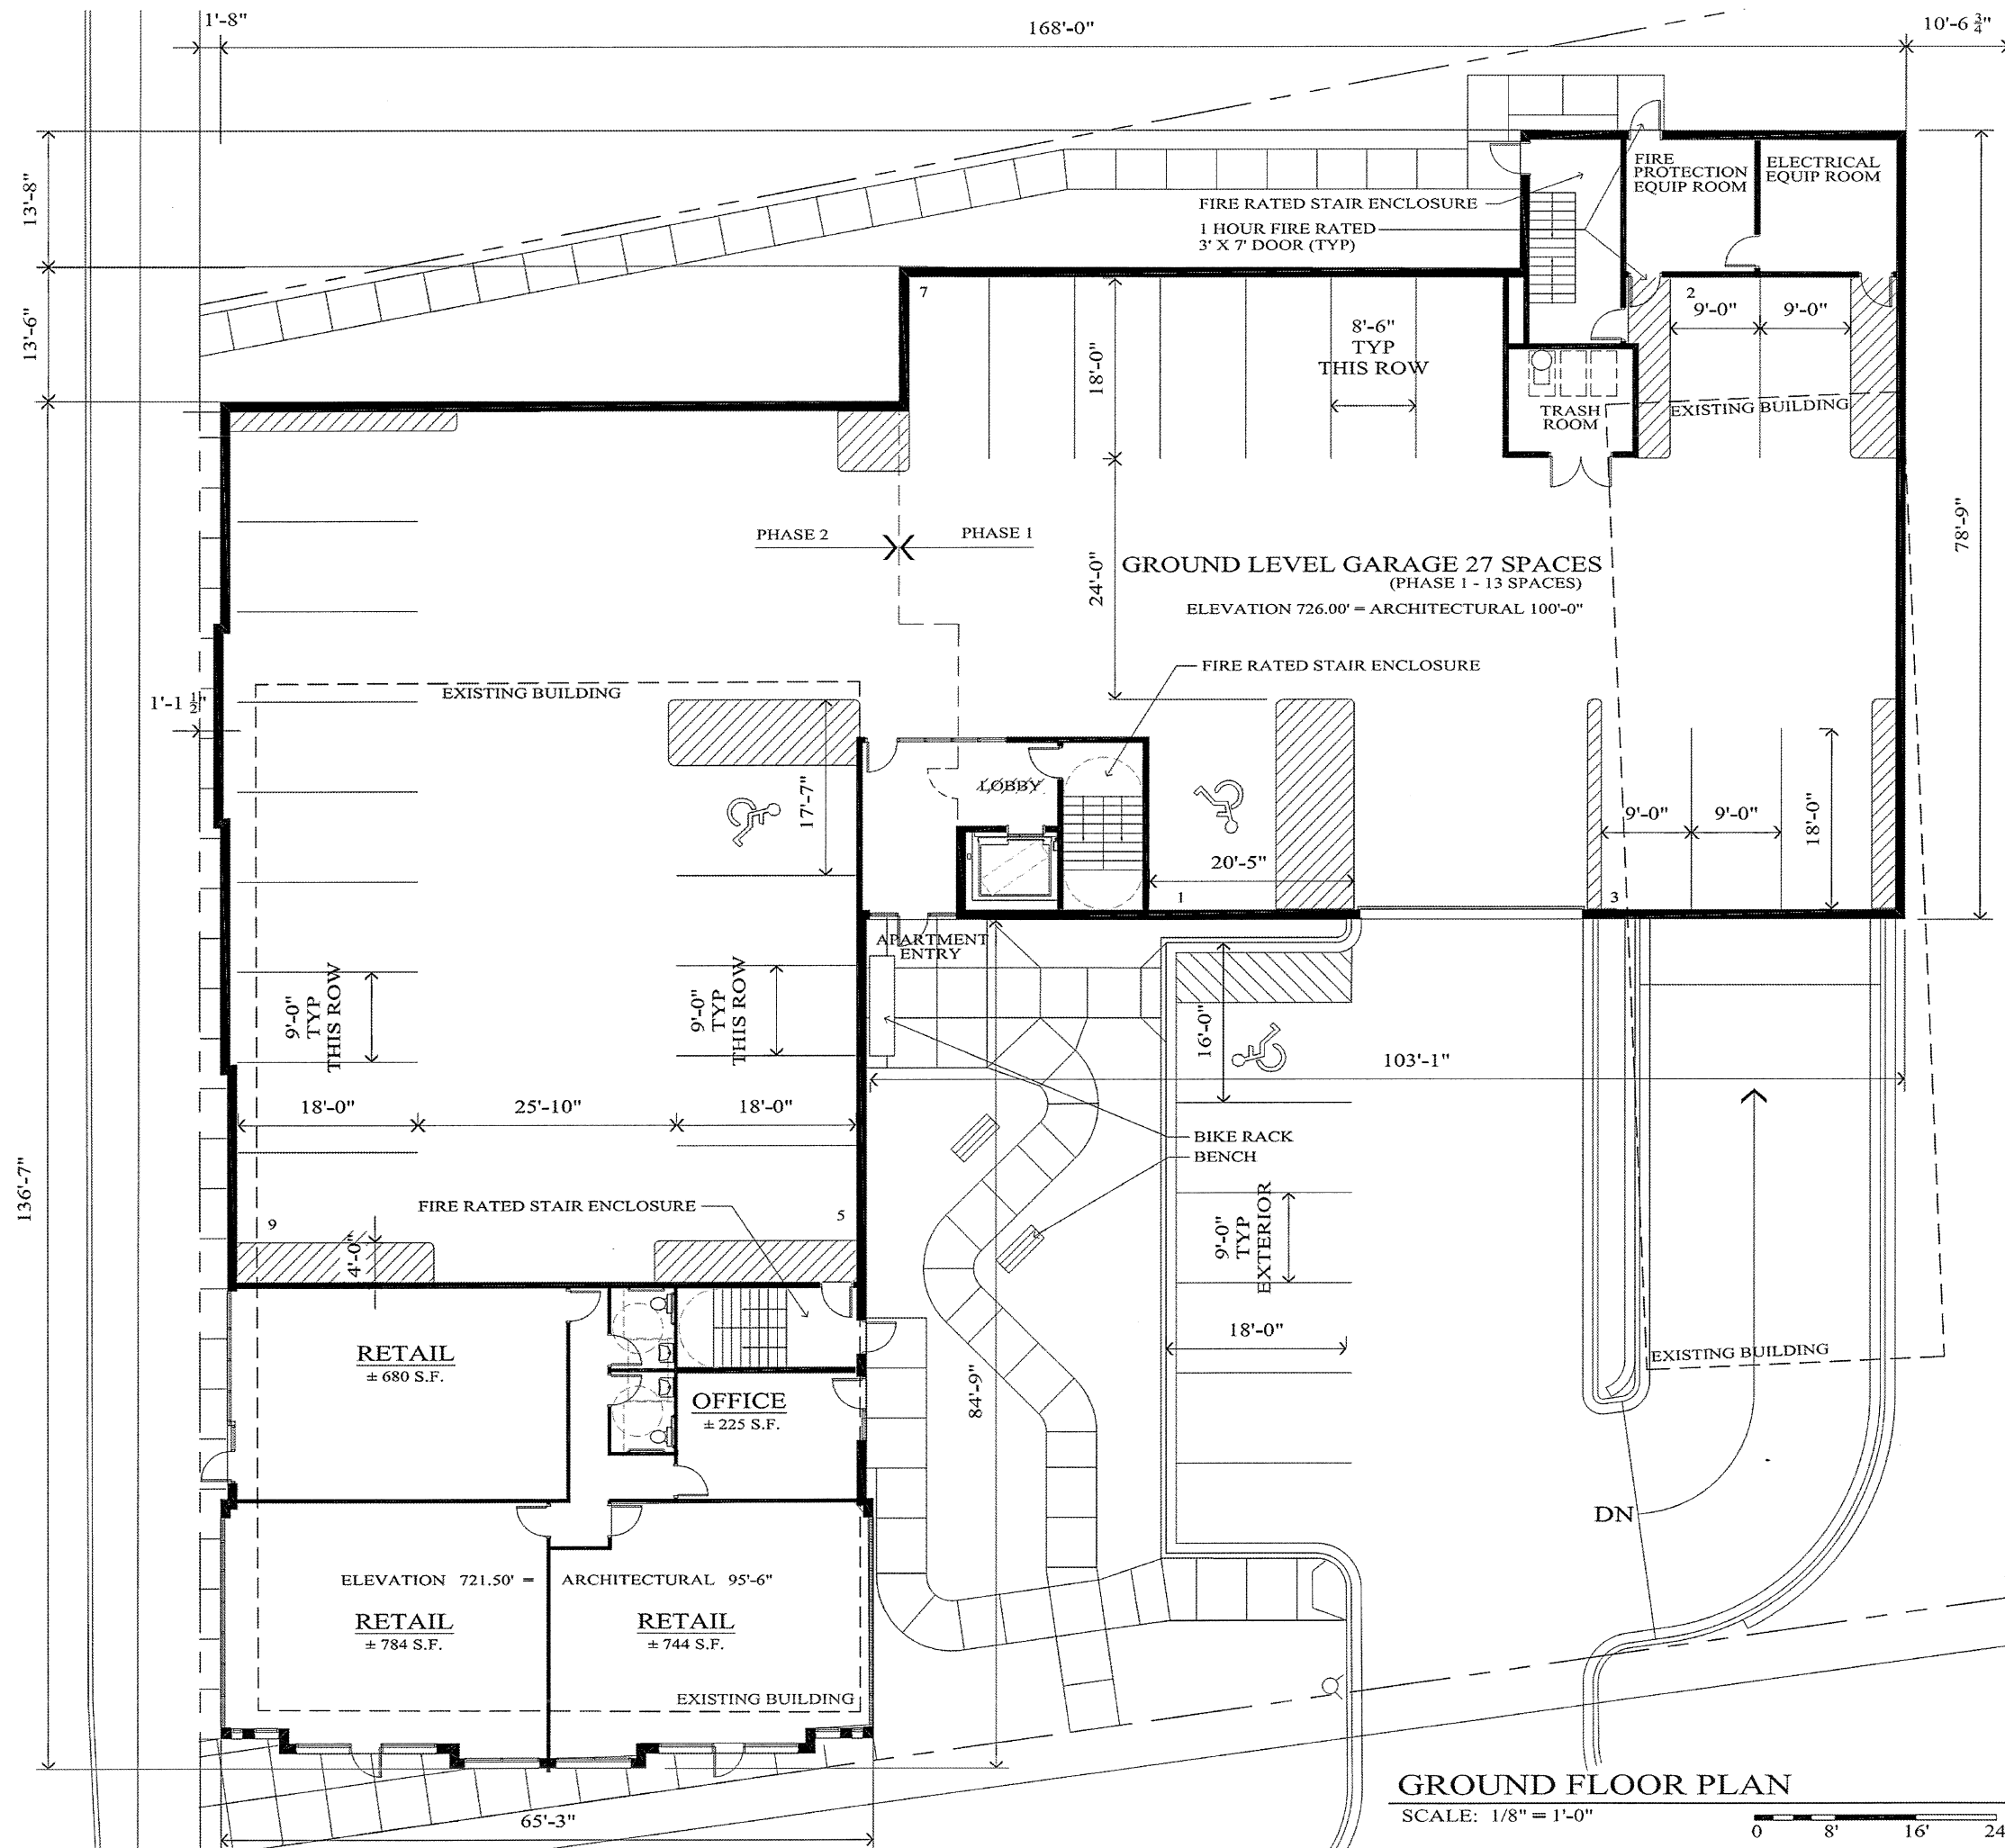 1'-8"
168'-0"
10'-6 3/4"
13'-8"
13'-6"
136'-7"
78'-9"
FIRE
PROTECTION
EQUIP ROOM
ELECTRICAL
EQUIP ROOM
FIRE RATED STAIR ENCLOSURE
1 HOUR FIRE RATED
3' X 7' DOOR (TYP)
7
2
9'-0"
9'-0"
18'-0"
8'-6"
TYP
THIS ROW
TRASH
ROOM
EXISTING BUILDING
PHASE 2
PHASE 1
GROUND LEVEL GARAGE 27 SPACES
(PHASE 1 - 13 SPACES)
ELEVATION 726.00' = ARCHITECTURAL 100'-0"
24'-0"
FIRE RATED STAIR ENCLOSURE
EXISTING BUILDING
1'-1 1/2"
17'-7"
LOBBY
9'-0"
9'-0"
18'-0"
20'-5"
1
3
APARTMENT
ENTRY
9'-0"
TYP
THIS ROW
9'-0"
TYP
THIS ROW
16'-0"
103'-1"
18'-0"
25'-10"
18'-0"
BIKE RACK
BENCH
FIRE RATED STAIR ENCLOSURE
9
5
4'-0"
9'-0"
TYP
EXTERIOR
18'-0"
EXISTING BUILDING
RETAIL
± 680 S.F.
OFFICE
± 225 S.F.
84'-9"
DN
ELEVATION 721.50' = ARCHITECTURAL 95'-6"
RETAIL
± 784 S.F.
RETAIL
± 744 S.F.
EXISTING BUILDING
65'-3"
GROUND FLOOR PLAN
SCALE: 1/8" = 1'-0"
0 8' 16' 24